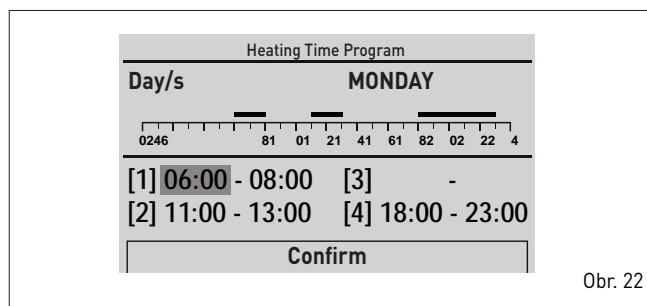 Heating Time Program
Day/s MONDAY
0246 81 01 21 41 61 82 02 22 4
[1] 06:00 - 08:00 [3] -
[2] 11:00 - 13:00 [4] 18:00 - 23:00
Confirm
Obr. 22